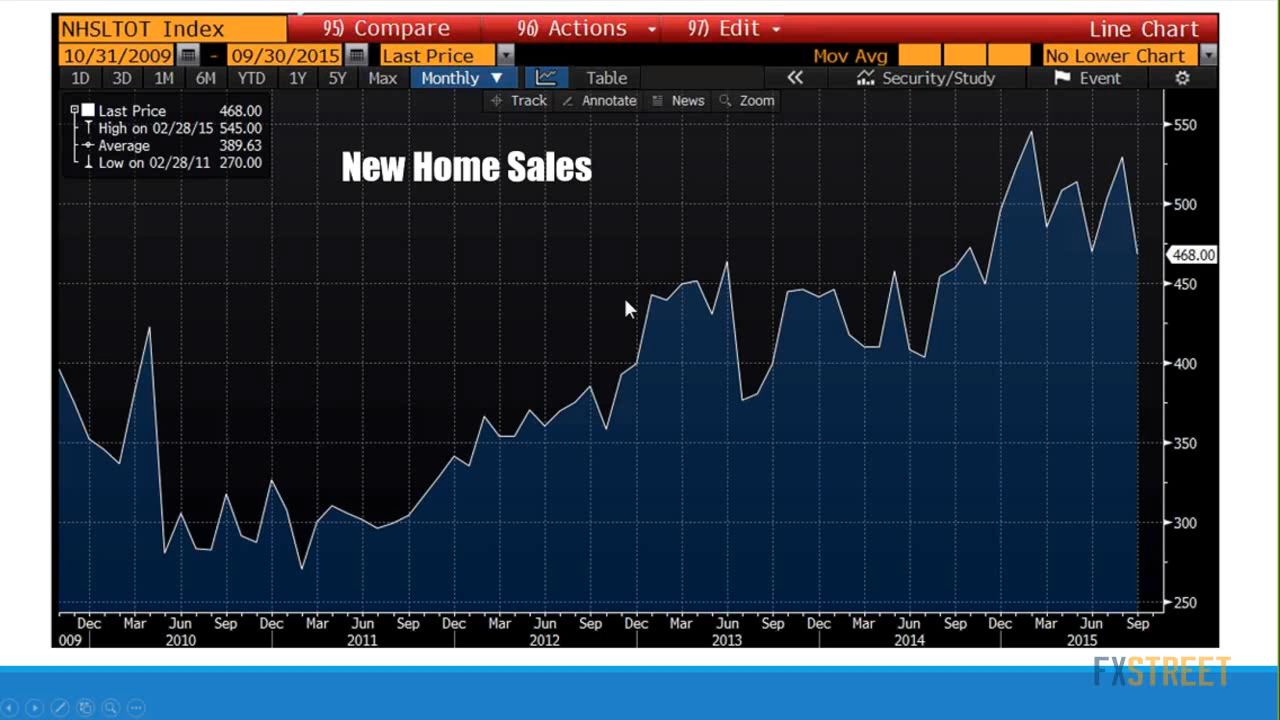 NHSLTOT Index 95) Compare 96) Actions 97) Edit Line Chart
10/31/2009 - 09/30/2015 Last Price Mov Avg No Lower Chart
1D 3D 1M 6M YTD 1Y 5Y Max Monthly ▼ Table « Security/Study Event
Track Annotate News Zoom
Last Price 468.00
High on 02/28/15 545.00
Average 389.63
Low on 02/28/11 270.00
New Home Sales
550
500
468.00
450
400
350
300
250
Dec Mar Jun Sep Dec Mar Jun Sep Dec Mar Jun Sep Dec Mar Jun Sep Dec Mar Jun Sep Dec Mar Jun Sep
009 2010 2011 2012 2013 2014 2015
FXSTREET